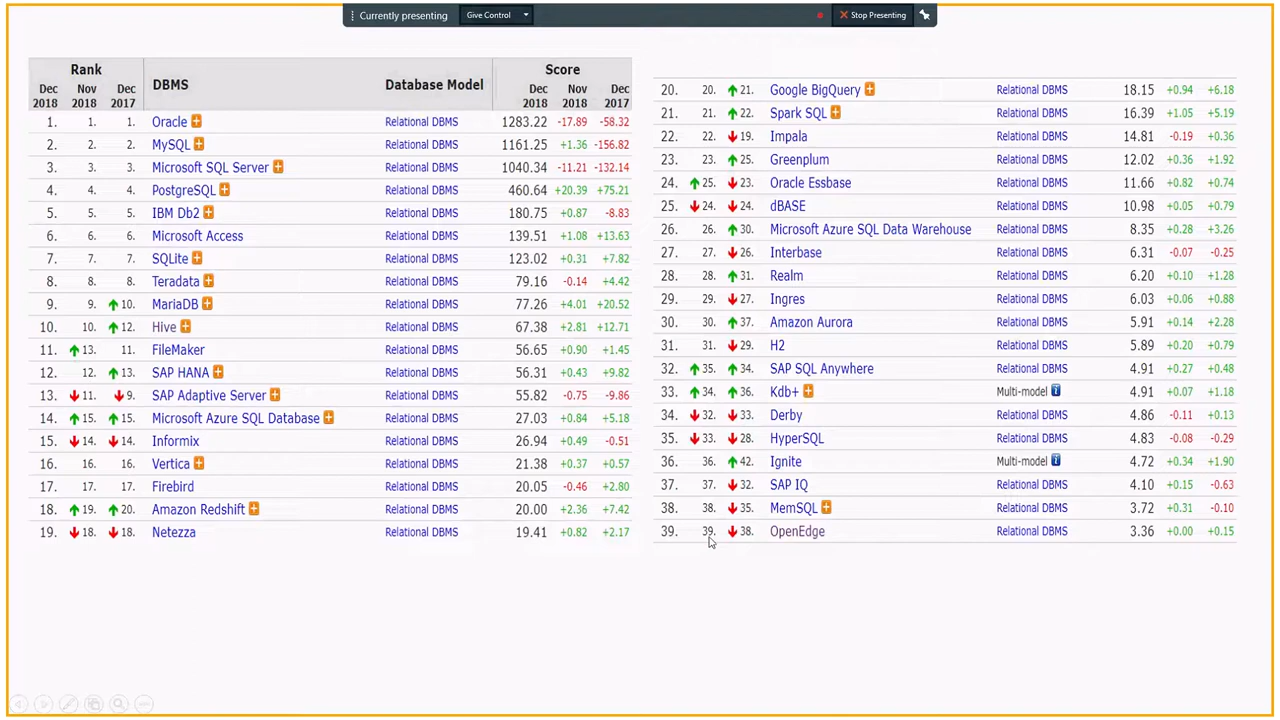 Currently presenting Give Control Stop Presenting
Rank DBMS Database Model Score
Dec 2018 Nov 2018 Dec 2017 Dec 2018 Nov 2018 Dec 2017
1. 1. 1. Oracle Relational DBMS 1283.22 -17.89 -58.32
2. 2. 2. MySQL Relational DBMS 1161.25 +1.36 -156.82
3. 3. 3. Microsoft SQL Server Relational DBMS 1040.34 -11.21 -132.14
4. 4. 4. PostgreSQL Relational DBMS 460.64 +20.39 +75.21
5. 5. 5. IBM Db2 Relational DBMS 180.75 +0.87 -8.83
6. 6. 6. Microsoft Access Relational DBMS 139.51 +1.08 +13.63
7. 7. 7. SQLite Relational DBMS 123.02 +0.31 +7.82
8. 8. 8. Teradata Relational DBMS 79.16 -0.14 +4.42
9. 9. 10. MariaDB Relational DBMS 77.26 +4.01 +20.52
10. 10. 12. Hive Relational DBMS 67.38 +2.81 +12.71
11. 13. 11. FileMaker Relational DBMS 56.65 +0.90 +1.45
12. 12. 13. SAP HANA Relational DBMS 56.31 +0.43 +9.82
13. 11. 9. SAP Adaptive Server Relational DBMS 55.82 -0.75 -9.86
14. 15. 15. Microsoft Azure SQL Database Relational DBMS 27.03 +0.84 +5.18
15. 14. 14. Informix Relational DBMS 26.94 +0.49 -0.51
16. 16. 16. Vertica Relational DBMS 21.38 +0.37 +0.57
17. 17. 17. Firebird Relational DBMS 20.05 -0.46 +2.80
18. 19. 20. Amazon Redshift Relational DBMS 20.00 +2.36 +7.42
19. 18. 18. Netezza Relational DBMS 19.41 +0.82 +2.17
20. 20. 21. Google BigQuery Relational DBMS 18.15 +0.94 +6.18
21. 21. 22. Spark SQL Relational DBMS 16.39 +1.05 +5.19
22. 22. 19. Impala Relational DBMS 14.81 -0.19 +0.36
23. 23. 25. Greenplum Relational DBMS 12.02 +0.36 +1.92
24. 25. 23. Oracle Essbase Relational DBMS 11.66 +0.82 +0.74
25. 24. 24. dBASE Relational DBMS 10.98 +0.05 +0.79
26. 26. 30. Microsoft Azure SQL Data Warehouse Relational DBMS 8.35 +0.28 +3.26
27. 27. 26. Interbase Relational DBMS 6.31 -0.07 -0.25
28. 28. 31. Realm Relational DBMS 6.20 +0.10 +1.28
29. 29. 27. Ingres Relational DBMS 6.03 +0.06 +0.88
30. 30. 37. Amazon Aurora Relational DBMS 5.91 +0.14 +2.28
31. 31. 29. H2 Relational DBMS 5.89 +0.20 +0.79
32. 35. 34. SAP SQL Anywhere Relational DBMS 4.91 +0.27 +0.48
33. 34. 36. Kdb+ Multi-model 4.91 +0.07 +1.18
34. 32. 33. Derby Relational DBMS 4.86 -0.11 +0.13
35. 33. 28. HyperSQL Relational DBMS 4.83 -0.08 -0.29
36. 36. 42. Ignite Multi-model 4.72 +0.34 +1.90
37. 37. 32. SAP IQ Relational DBMS 4.10 +0.15 -0.63
38. 38. 35. MemSQL Relational DBMS 3.72 +0.31 -0.10
39. 39. 38. OpenEdge Relational DBMS 3.36 +0.00 +0.15